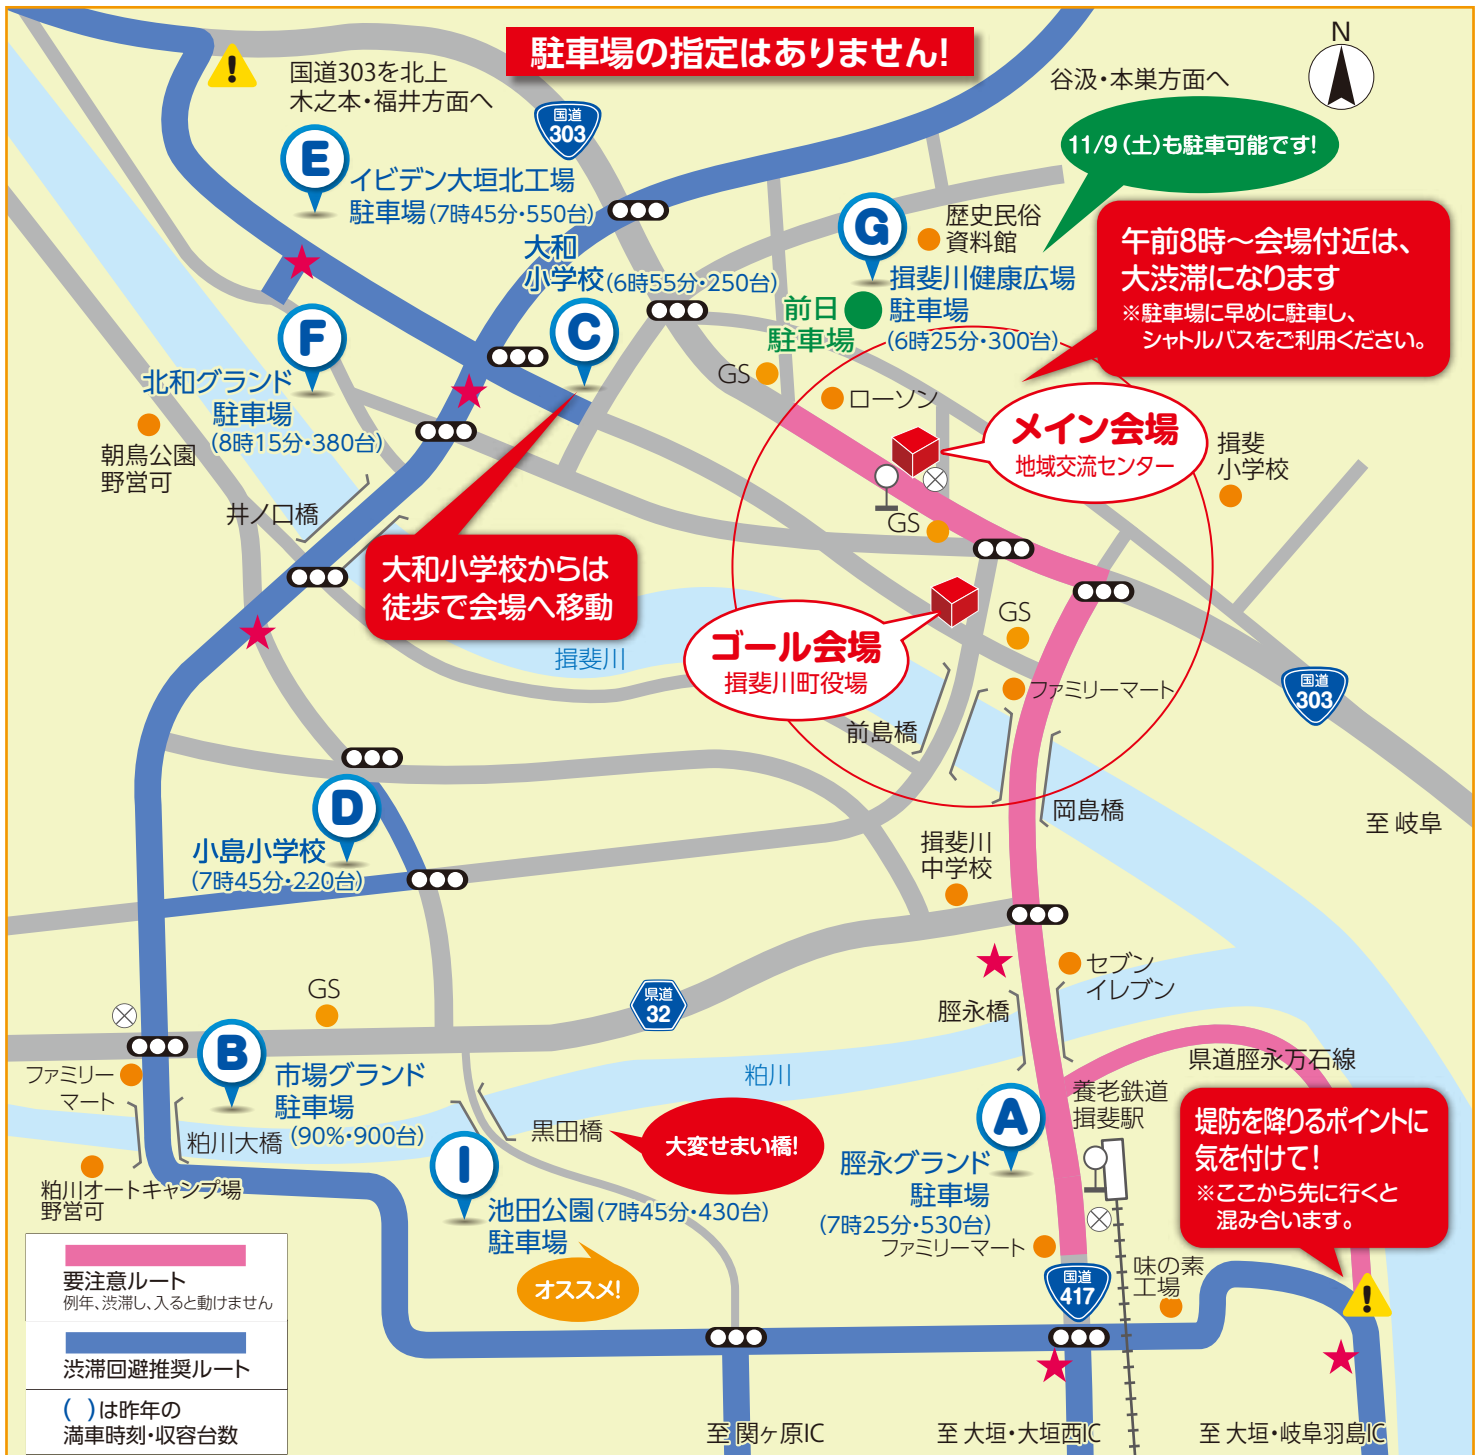 駐車場の指定はありません!
N
国道303を北上
木之本・福井方面へ
国道
303
谷汲・本巣方面へ
11/9(土)も駐車可能です!
E
イビデン大垣北工場
駐車場(7時45分・550台)
大和
小学校(6時55分・250台)
C
G
歴史民俗
資料館
揖斐川健康広場
駐車場
(6時25分・300台)
前日
駐車場
午前8時～会場付近は、
大渋滞になります
※駐車場に早めに駐車し、
シャトルバスをご利用ください。
F
北和グランド
駐車場
(8時15分・380台)
GS
ローソン
メイン会場
地域交流センター
揖斐
小学校
朝鳥公園
野営可
井ノ口橋
GS
大和小学校からは
徒歩で会場へ移動
揖斐川
ゴール会場
揖斐川町役場
GS
ファミリーマート
国道
303
前島橋
岡島橋
至 岐阜
D
小島小学校
(7時45分・220台)
揖斐川
中学校
GS
県道
32
セブン
イレブン
脛永橋
県道脛永万石線
ファミリー
マート
B
市場グランド
駐車場
(90%・900台)
粕川
粕川大橋
黒田橋
大変せまい橋!
A
脛永グランド
駐車場
(7時25分・530台)
養老鉄道
揖斐駅
堤防を降りるポイントに
気を付けて!
※ここから先に行くと
混み合います。
粕川オートキャンプ場
野営可
I
池田公園(7時45分・430台)
駐車場
オススメ!
ファミリーマート
国道
417
味の素
工場
要注意ルート
例年、渋滞し、入ると動けません
渋滞回避推奨ルート
( )は昨年の
満車時刻・収容台数
至 関ヶ原IC
至 大垣・大垣西IC
至 大垣・岐阜羽島IC